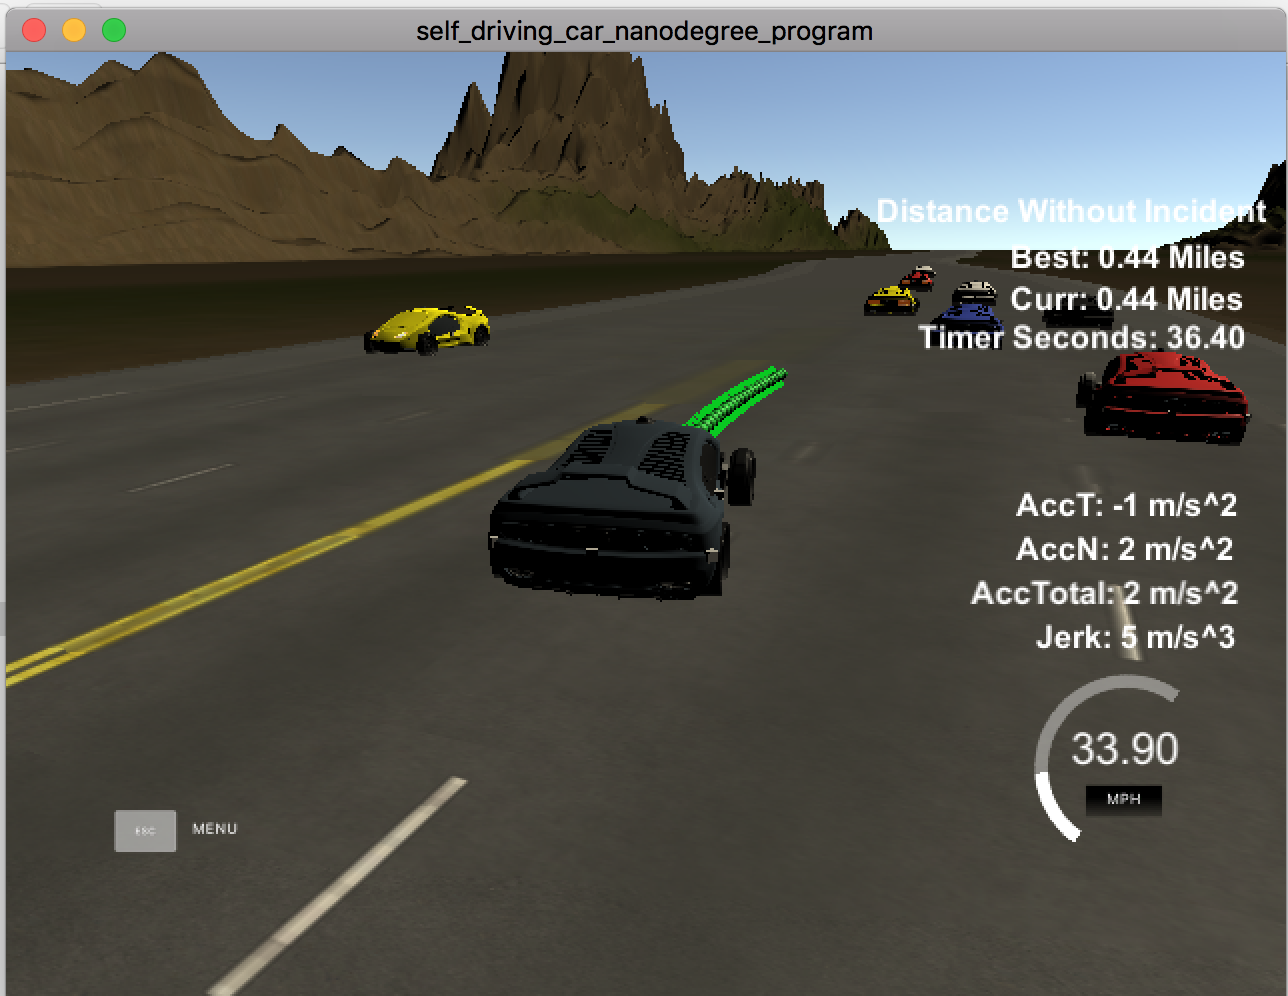 self_driving_car_nanodegree_program
Distance Without Incident
Best: 0.44 Miles
Curr: 0.44 Miles
Timer Seconds: 36.40
AccT: -1 m/s^2
AccN: 2 m/s^2
AccTotal: 2 m/s^2
Jerk: 5 m/s^3
33.90
MPH
ESC MENU